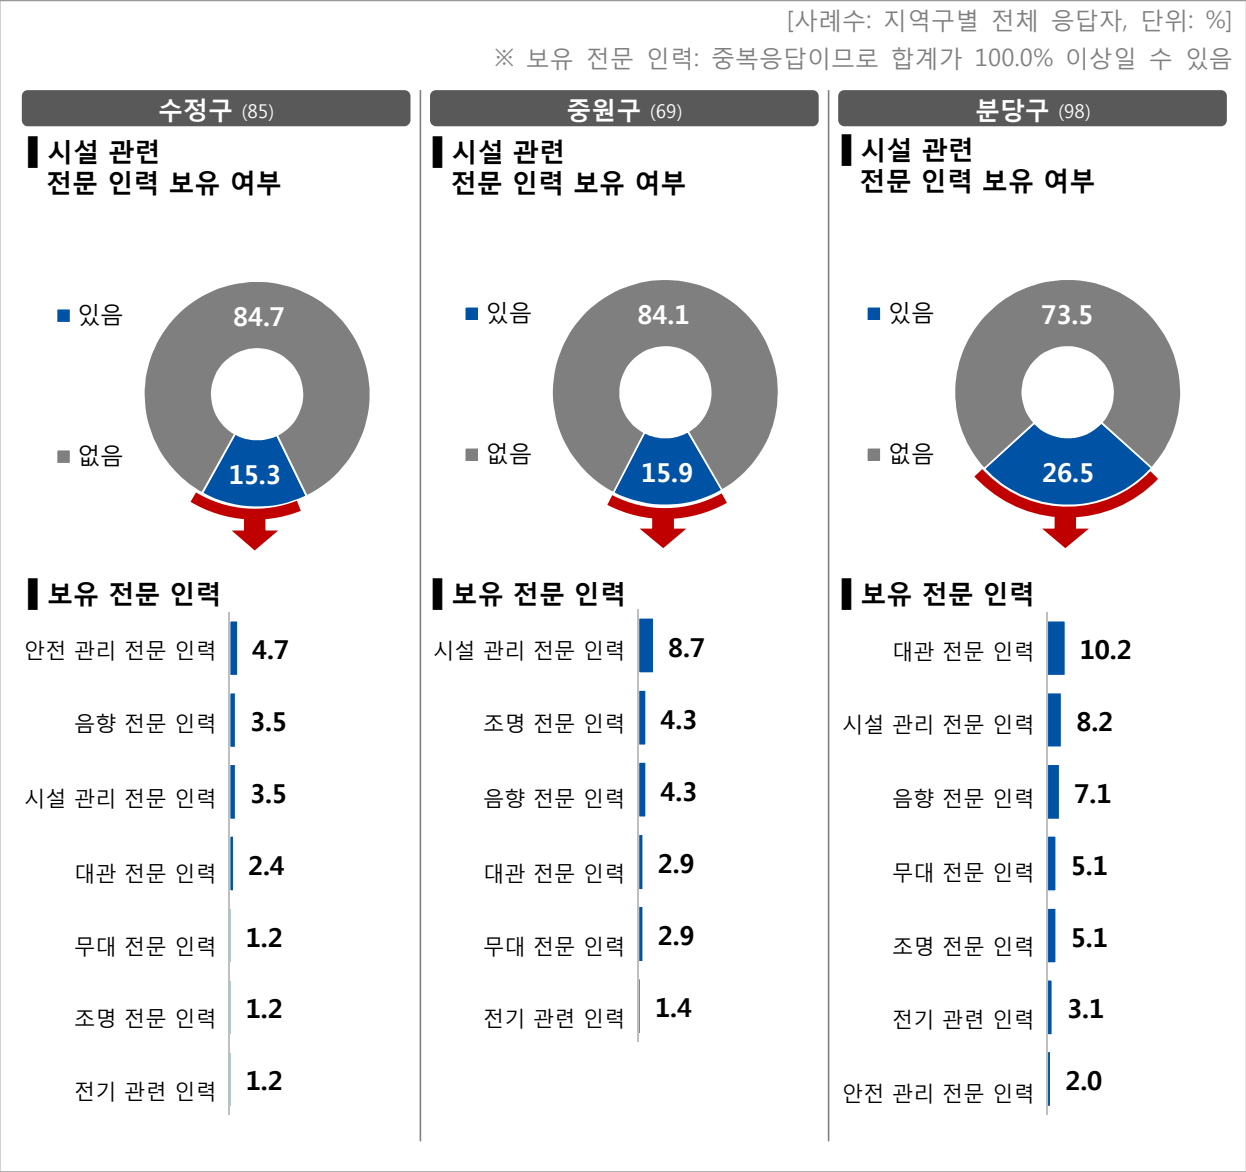 [사례수: 지역구별 전체 응답자, 단위: %]
※ 보유 전문 인력: 중복응답이므로 합계가 100.0% 이상일 수 있음
수정구 (85)
시설 관련
전문 인력 보유 여부
있음
없음
84.7
15.3
보유 전문 인력
안전 관리 전문 인력 4.7
음향 전문 인력 3.5
시설 관리 전문 인력 3.5
대관 전문 인력 2.4
무대 전문 인력 1.2
조명 전문 인력 1.2
전기 관련 인력 1.2
중원구 (69)
시설 관련
전문 인력 보유 여부
있음
없음
84.1
15.9
보유 전문 인력
시설 관리 전문 인력 8.7
조명 전문 인력 4.3
음향 전문 인력 4.3
대관 전문 인력 2.9
무대 전문 인력 2.9
전기 관련 인력 1.4
분당구 (98)
시설 관련
전문 인력 보유 여부
있음
없음
73.5
26.5
보유 전문 인력
대관 전문 인력 10.2
시설 관리 전문 인력 8.2
음향 전문 인력 7.1
무대 전문 인력 5.1
조명 전문 인력 5.1
전기 관련 인력 3.1
안전 관리 전문 인력 2.0